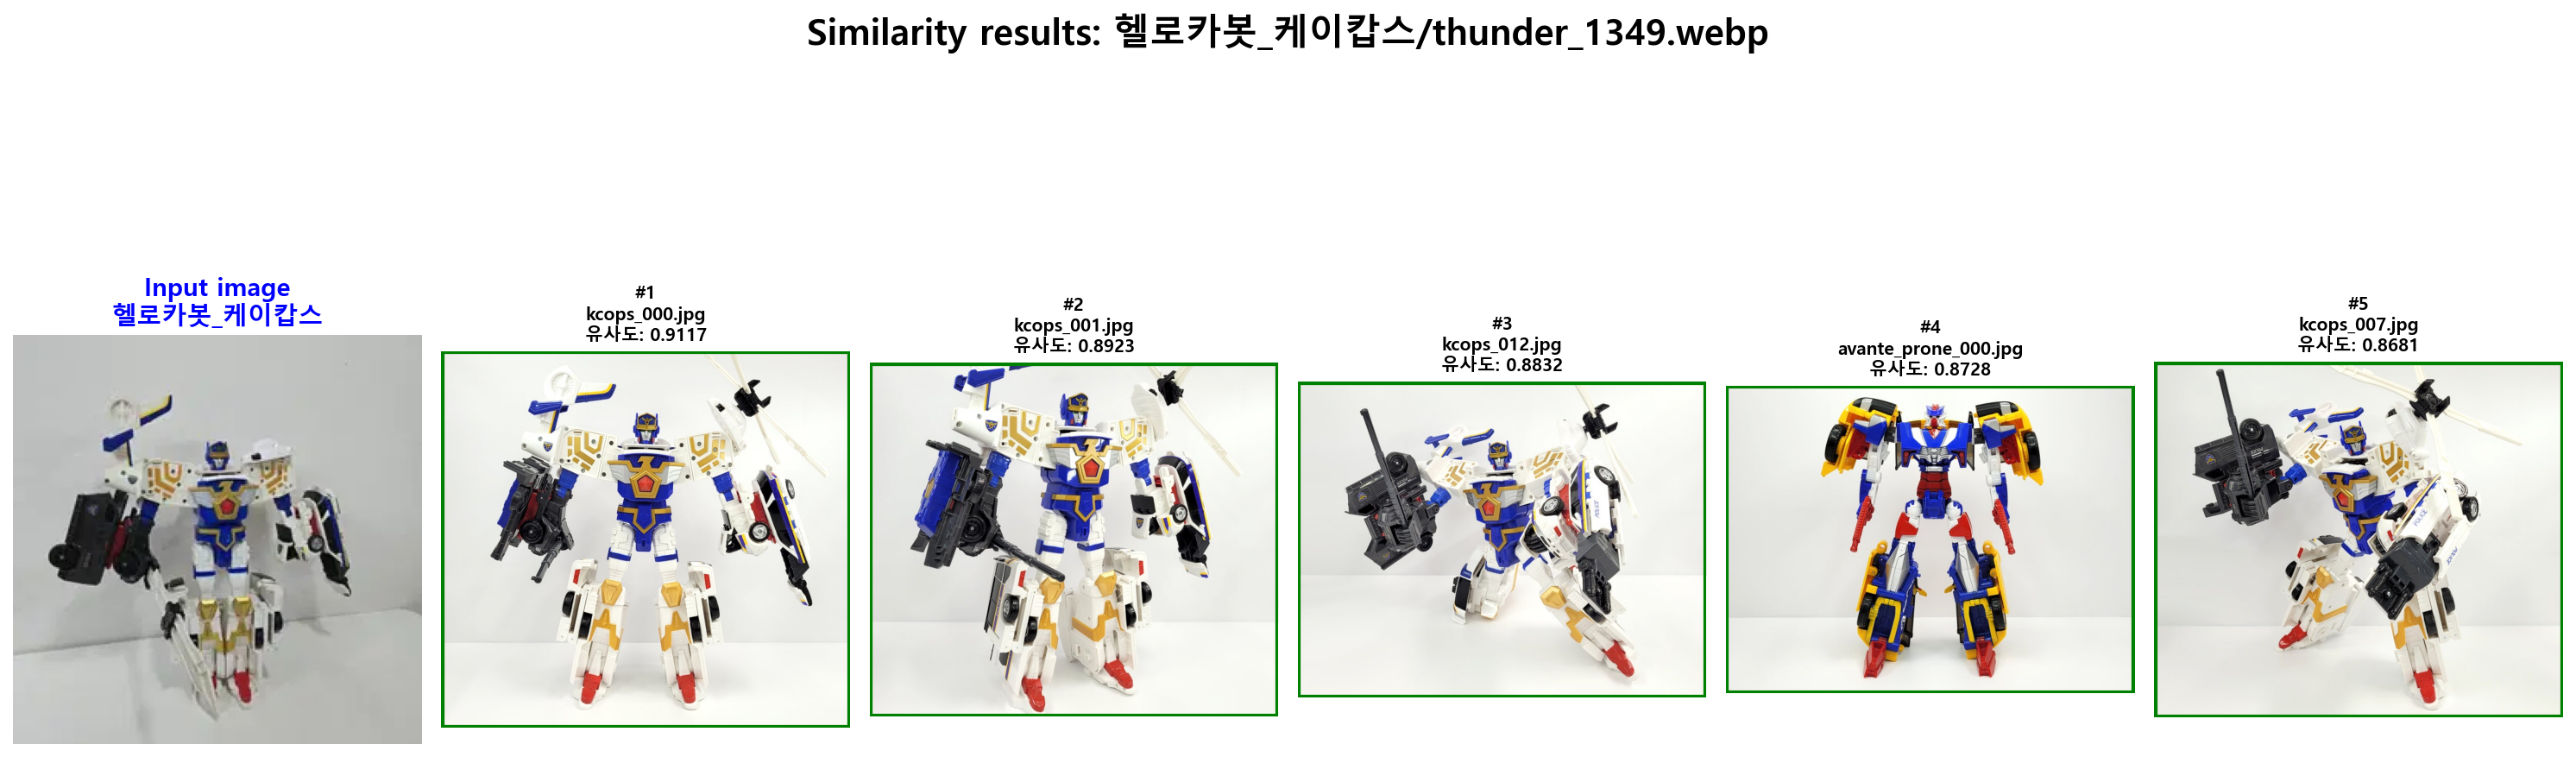 Similarity results: 헬로카봇_케이캅스/thunder_1349.webp
Input image
헬로카봇_케이캅스
#1
kcops_000.jpg
유사도: 0.9117
#2
kcops_001.jpg
유사도: 0.8923
#3
kcops_012.jpg
유사도: 0.8832
#4
avante_prone_000.jpg
유사도: 0.8728
#5
kcops_007.jpg
유사도: 0.8681
POLICE